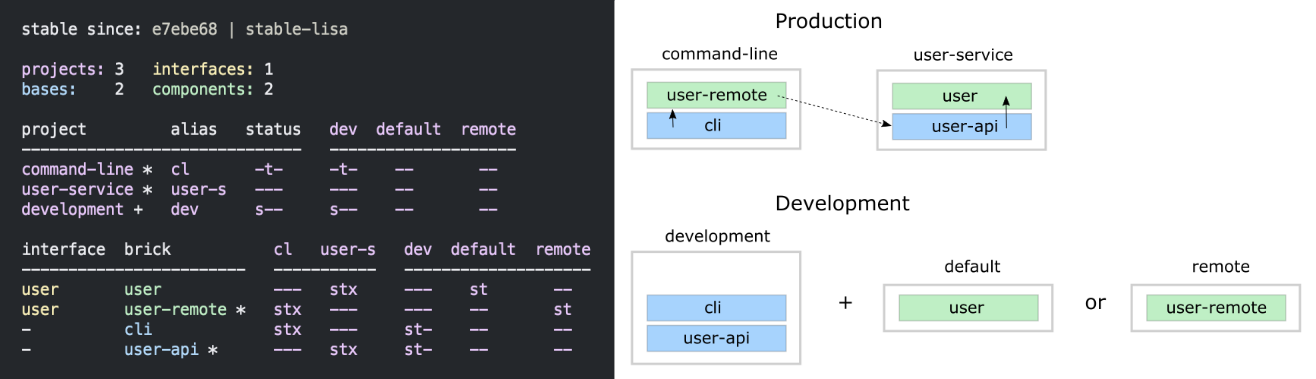 stable since: e7ebe68 | stable-lisa
projects: 3   interfaces: 1
bases:    2   components: 2
project        alias   status   dev  default  remote
command-line * cl      -t-      -t-    --      --
user-service * user-s  ---      ---    --      --
development +  dev     s--      s--    --      --
interface  brick          cl   user-s   dev  default  remote
user       user           ---   stx     ---    st      --
user       user-remote *  stx   ---     ---    --      st
-          cli            stx   ---     st-    --      --
-          user-api *     ---   stx     st-    --      --
Production
command-line
user-service
user-remote
user
cli
user-api
Development
development
default
remote
cli
+
user
or
user-remote
user-api